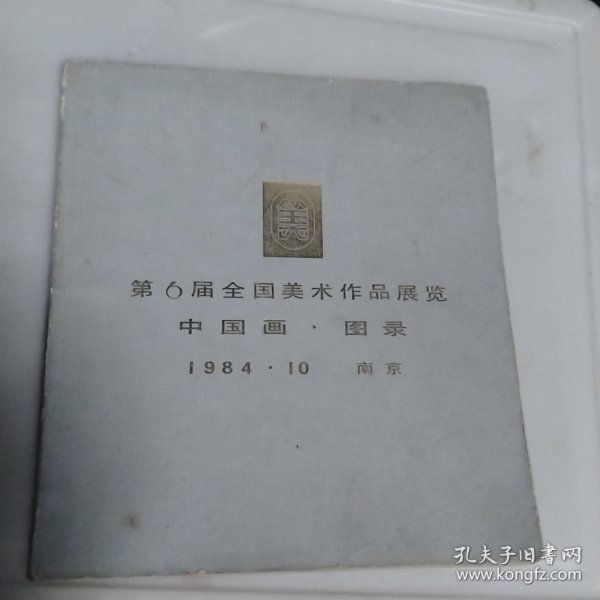 第6届全国美术作品展览
中国画·图录
1984·10 南京
孔夫子旧书网
www.kongfz.com